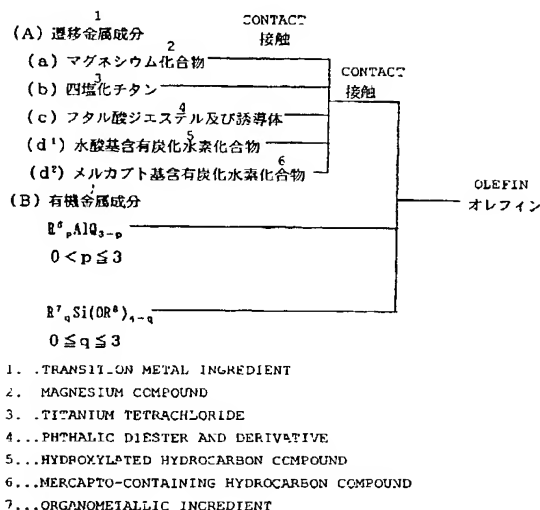 CONTACT
接触
1
(A) 遷移金属成分
2
(a) マグネシウム化合物
CONTACT
接触
3
(b) 四塩化チタン
4
(c) フタル酸ジエステル及び誘導体
5
(d¹) 水酸基含有炭化水素化合物
6
(d²) メルカプト基含有炭化水素化合物
OLEFIN
オレフィン
(B) 有機金属成分
R⁶ₚAlQ₃₋ₚ
0<p≦3
R⁷qSi(OR⁸)₄₋q
0≦q≦3
1...TRANSITION METAL INGREDIENT
2. MAGNESIUM COMPOUND
3. .TITANIUM TETRACHLORIDE
4...PHTHALIC DIESTER AND DERIVATIVE
5...HYDROXYLATED HYDROCARBON COMPOUND
6...MERCAPTO-CONTAINING HYDROCARBON COMPOUND
7...ORGANOMETALLIC INGREDIENT